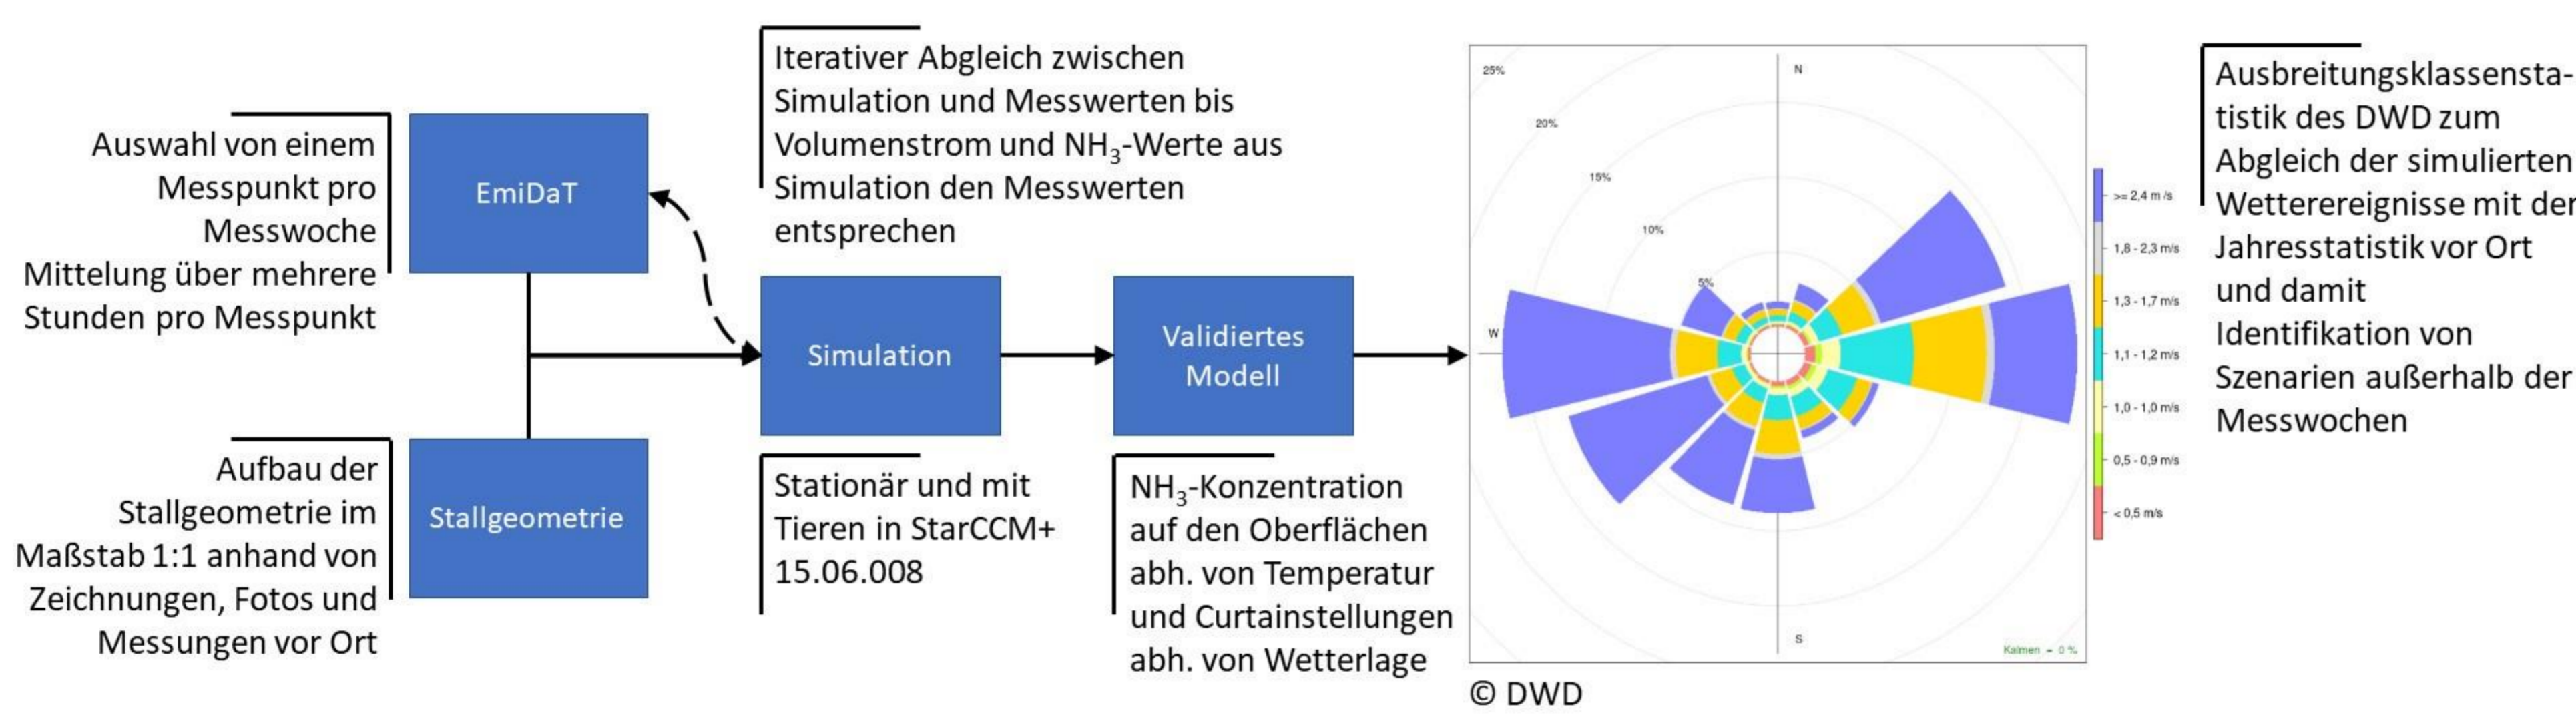 Auswahl von einem
Messpunkt pro
Messwoche
Mittelung über mehrere
Stunden pro Messpunkt
EmiDaT
Aufbau der
Stallgeometrie im
Maßstab 1:1 anhand von
Zeichnungen, Fotos und
Messungen vor Ort
Stallgeometrie
Iterativer Abgleich zwischen
Simulation und Messwerten bis
Volumenstrom und NH₃-Werte aus
Simulation den Messwerten
entsprechen
Simulation
Stationär und mit
Tieren in StarCCM+
15.06.008
Validiertes
Modell
NH₃-Konzentration
auf den Oberflächen
abh. von Temperatur
und Curtainstellungen
abh. von Wetterlage
25%
20%
15%
10%
5%
N
W
S
Kalmen = 0 %
© DWD
>= 2,4 m /s
1,8 - 2,3 m/s
1,3 - 1,7 m/s
1,1 - 1,2 m/s
1,0 - 1,0 m/s
0,5 - 0,9 m/s
< 0,5 m/s
Ausbreitungsklassensta-
tistik des DWD zum
Abgleich der simulierten
Wetterereignisse mit der
Jahresstatistik vor Ort
und damit
Identifikation von
Szenarien außerhalb der
Messwochen